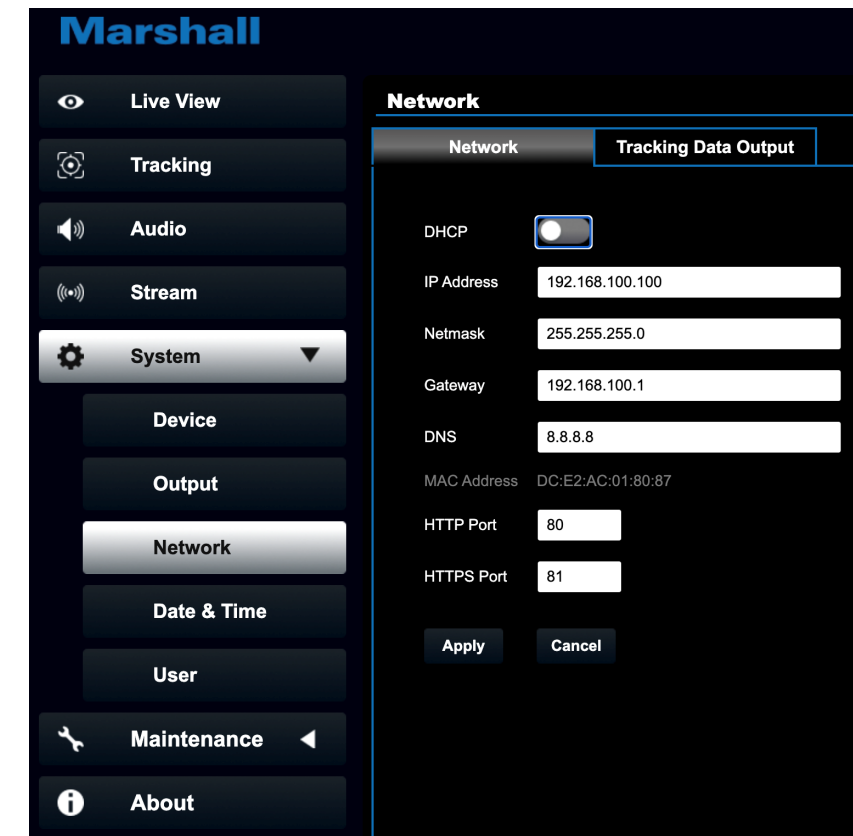 Marshall
Live View
Tracking
Audio
Stream
System
Device
Output
Network
Date & Time
User
Maintenance
About
Network
Network
Tracking Data Output
DHCP
IP Address 192.168.100.100
Netmask 255.255.255.0
Gateway 192.168.100.1
DNS 8.8.8.8
MAC Address DC:E2:AC:01:80:87
HTTP Port 80
HTTPS Port 81
Apply Cancel